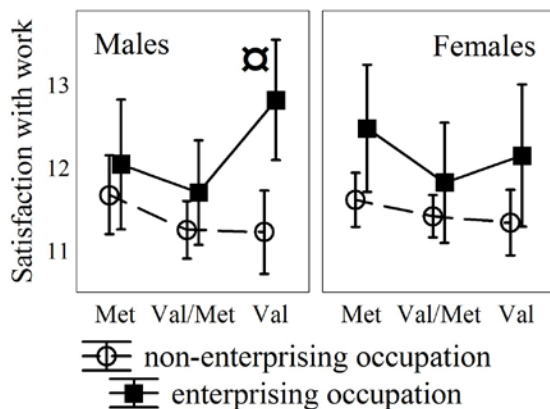 Males
Females
Satisfaction with work
13
12
11
Met Val/Met Val
Met Val/Met Val
non-enterprising occupation
enterprising occupation